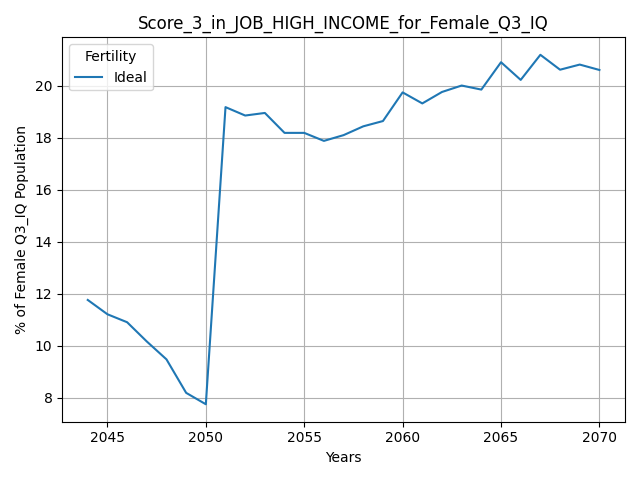 Score_3_in_JOB_HIGH_INCOME_for_Female_Q3_IQ
Fertility
Ideal
% of Female Q3_IQ Population
20
18
16
14
12
10
8
2045 2050 2055 2060 2065 2070
Years